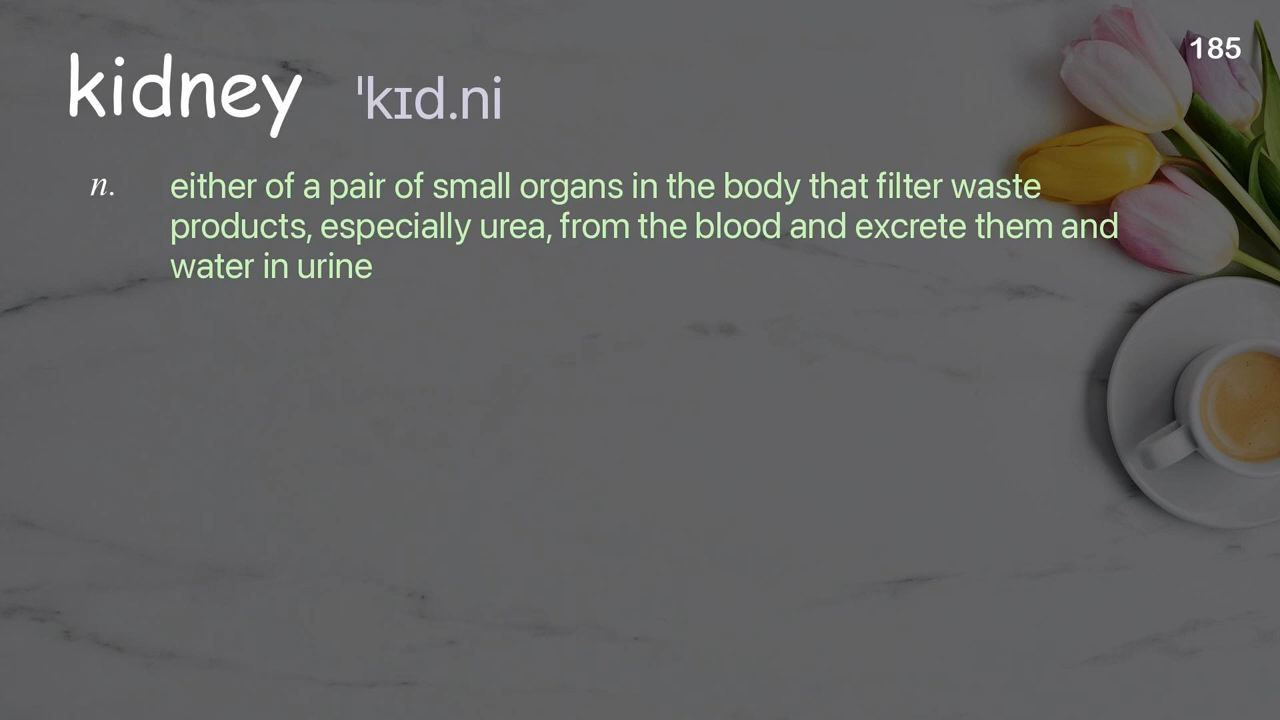 185
kidney ˈkɪd.ni
n. either of a pair of small organs in the body that filter waste
products, especially urea, from the blood and excrete them and
water in urine